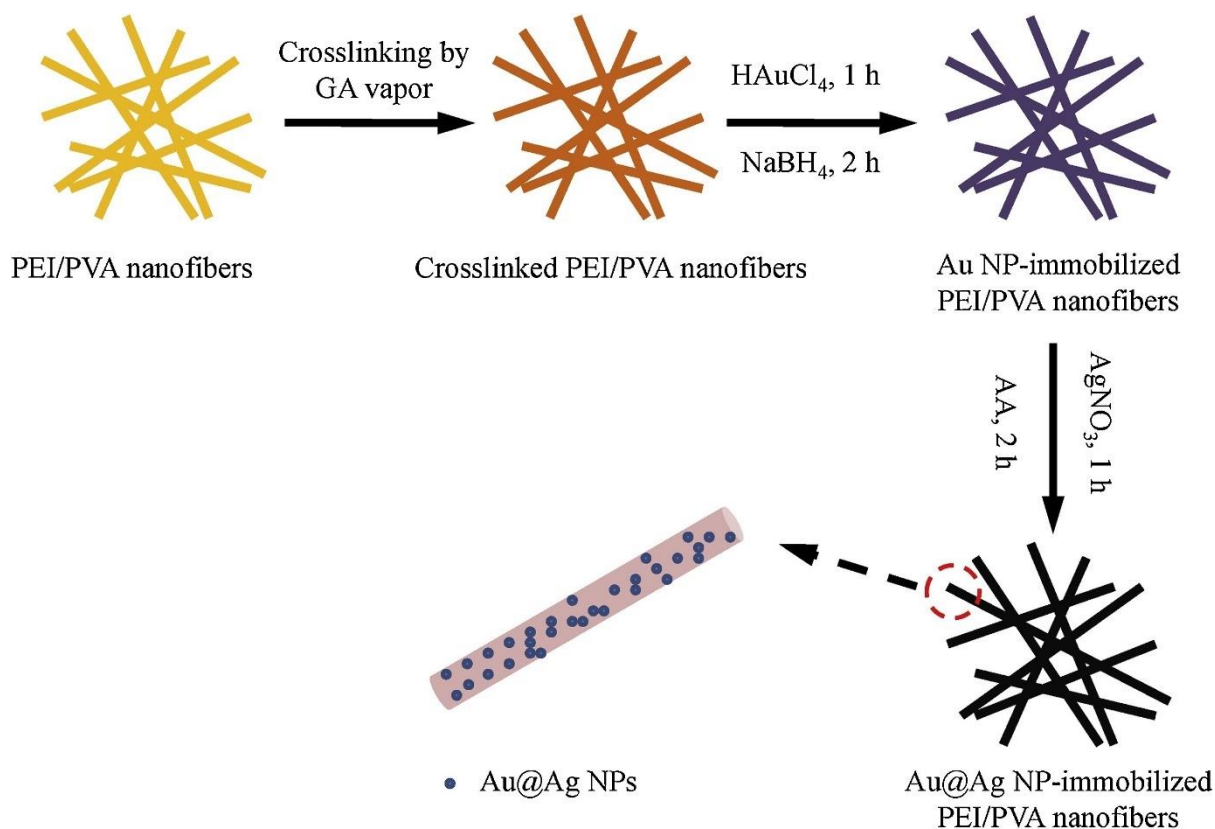 Crosslinking by
GA vapor
HAuCl₄, 1 h
NaBH₄, 2 h
PEI/PVA nanofibers
Crosslinked PEI/PVA nanofibers
Au NP-immobilized
PEI/PVA nanofibers
AgNO₃, 1 h
AA, 2 h
Au@Ag NPs
Au@Ag NP-immobilized
PEI/PVA nanofibers